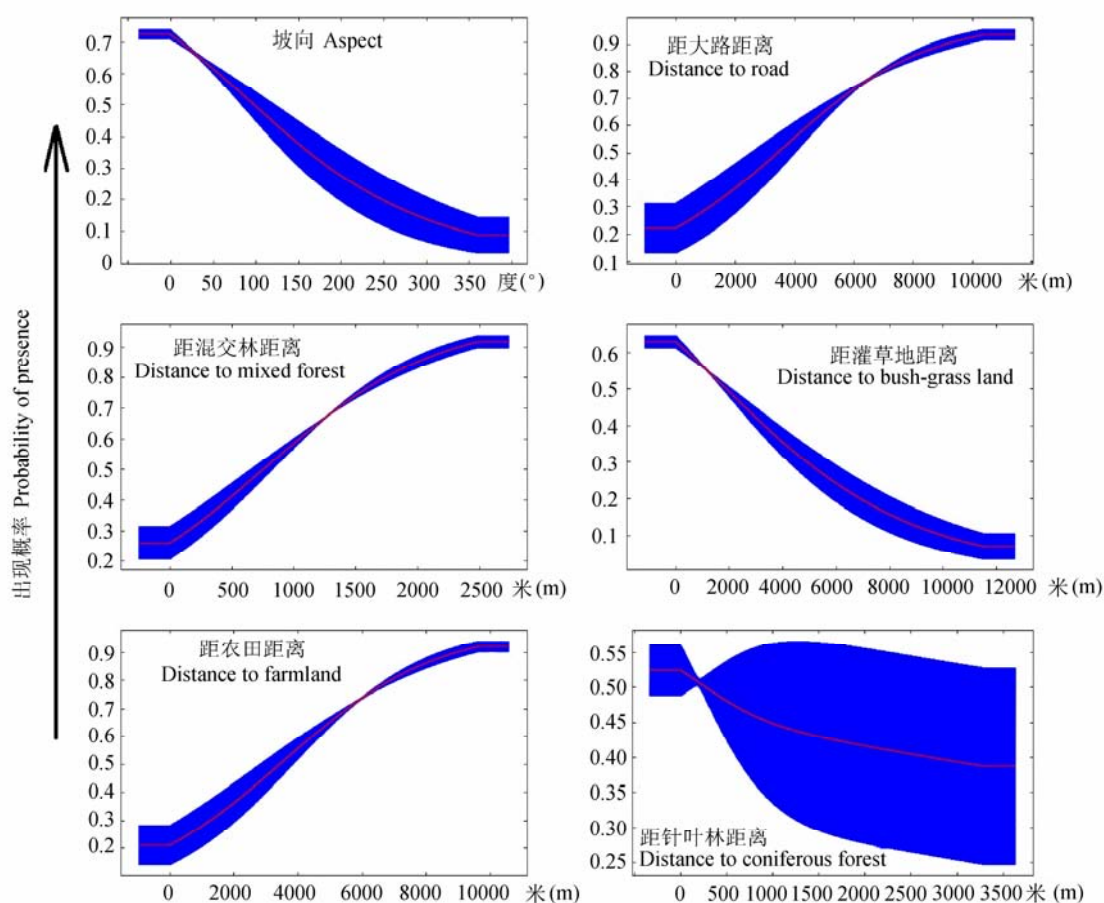 出现概率 Probability of presence
坡向 Aspect
0.7
0.6
0.5
0.4
0.3
0.2
0.1
0
0 50 100 150 200 250 300 350 度(°)
距大路距离
Distance to road
0.9
0.8
0.7
0.6
0.5
0.4
0.3
0.2
0.1
0 2000 4000 6000 8000 10000 米(m)
距混交林距离
Distance to mixed forest
0.9
0.8
0.7
0.6
0.5
0.4
0.3
0.2
0 500 1000 1500 2000 2500 米(m)
距灌草地距离
Distance to bush-grass land
0.6
0.5
0.4
0.3
0.2
0.1
0 2000 4000 6000 8000 10000 12000 米(m)
距农田距离
Distance to farmland
0.9
0.8
0.7
0.6
0.5
0.4
0.3
0.2
0 2000 4000 6000 8000 10000 米(m)
0.55
0.50
0.45
0.40
0.35
0.30
0.25
距针叶林距离
Distance to coniferous forest
0 500 1000 1500 2000 2500 3000 3500 米(m)